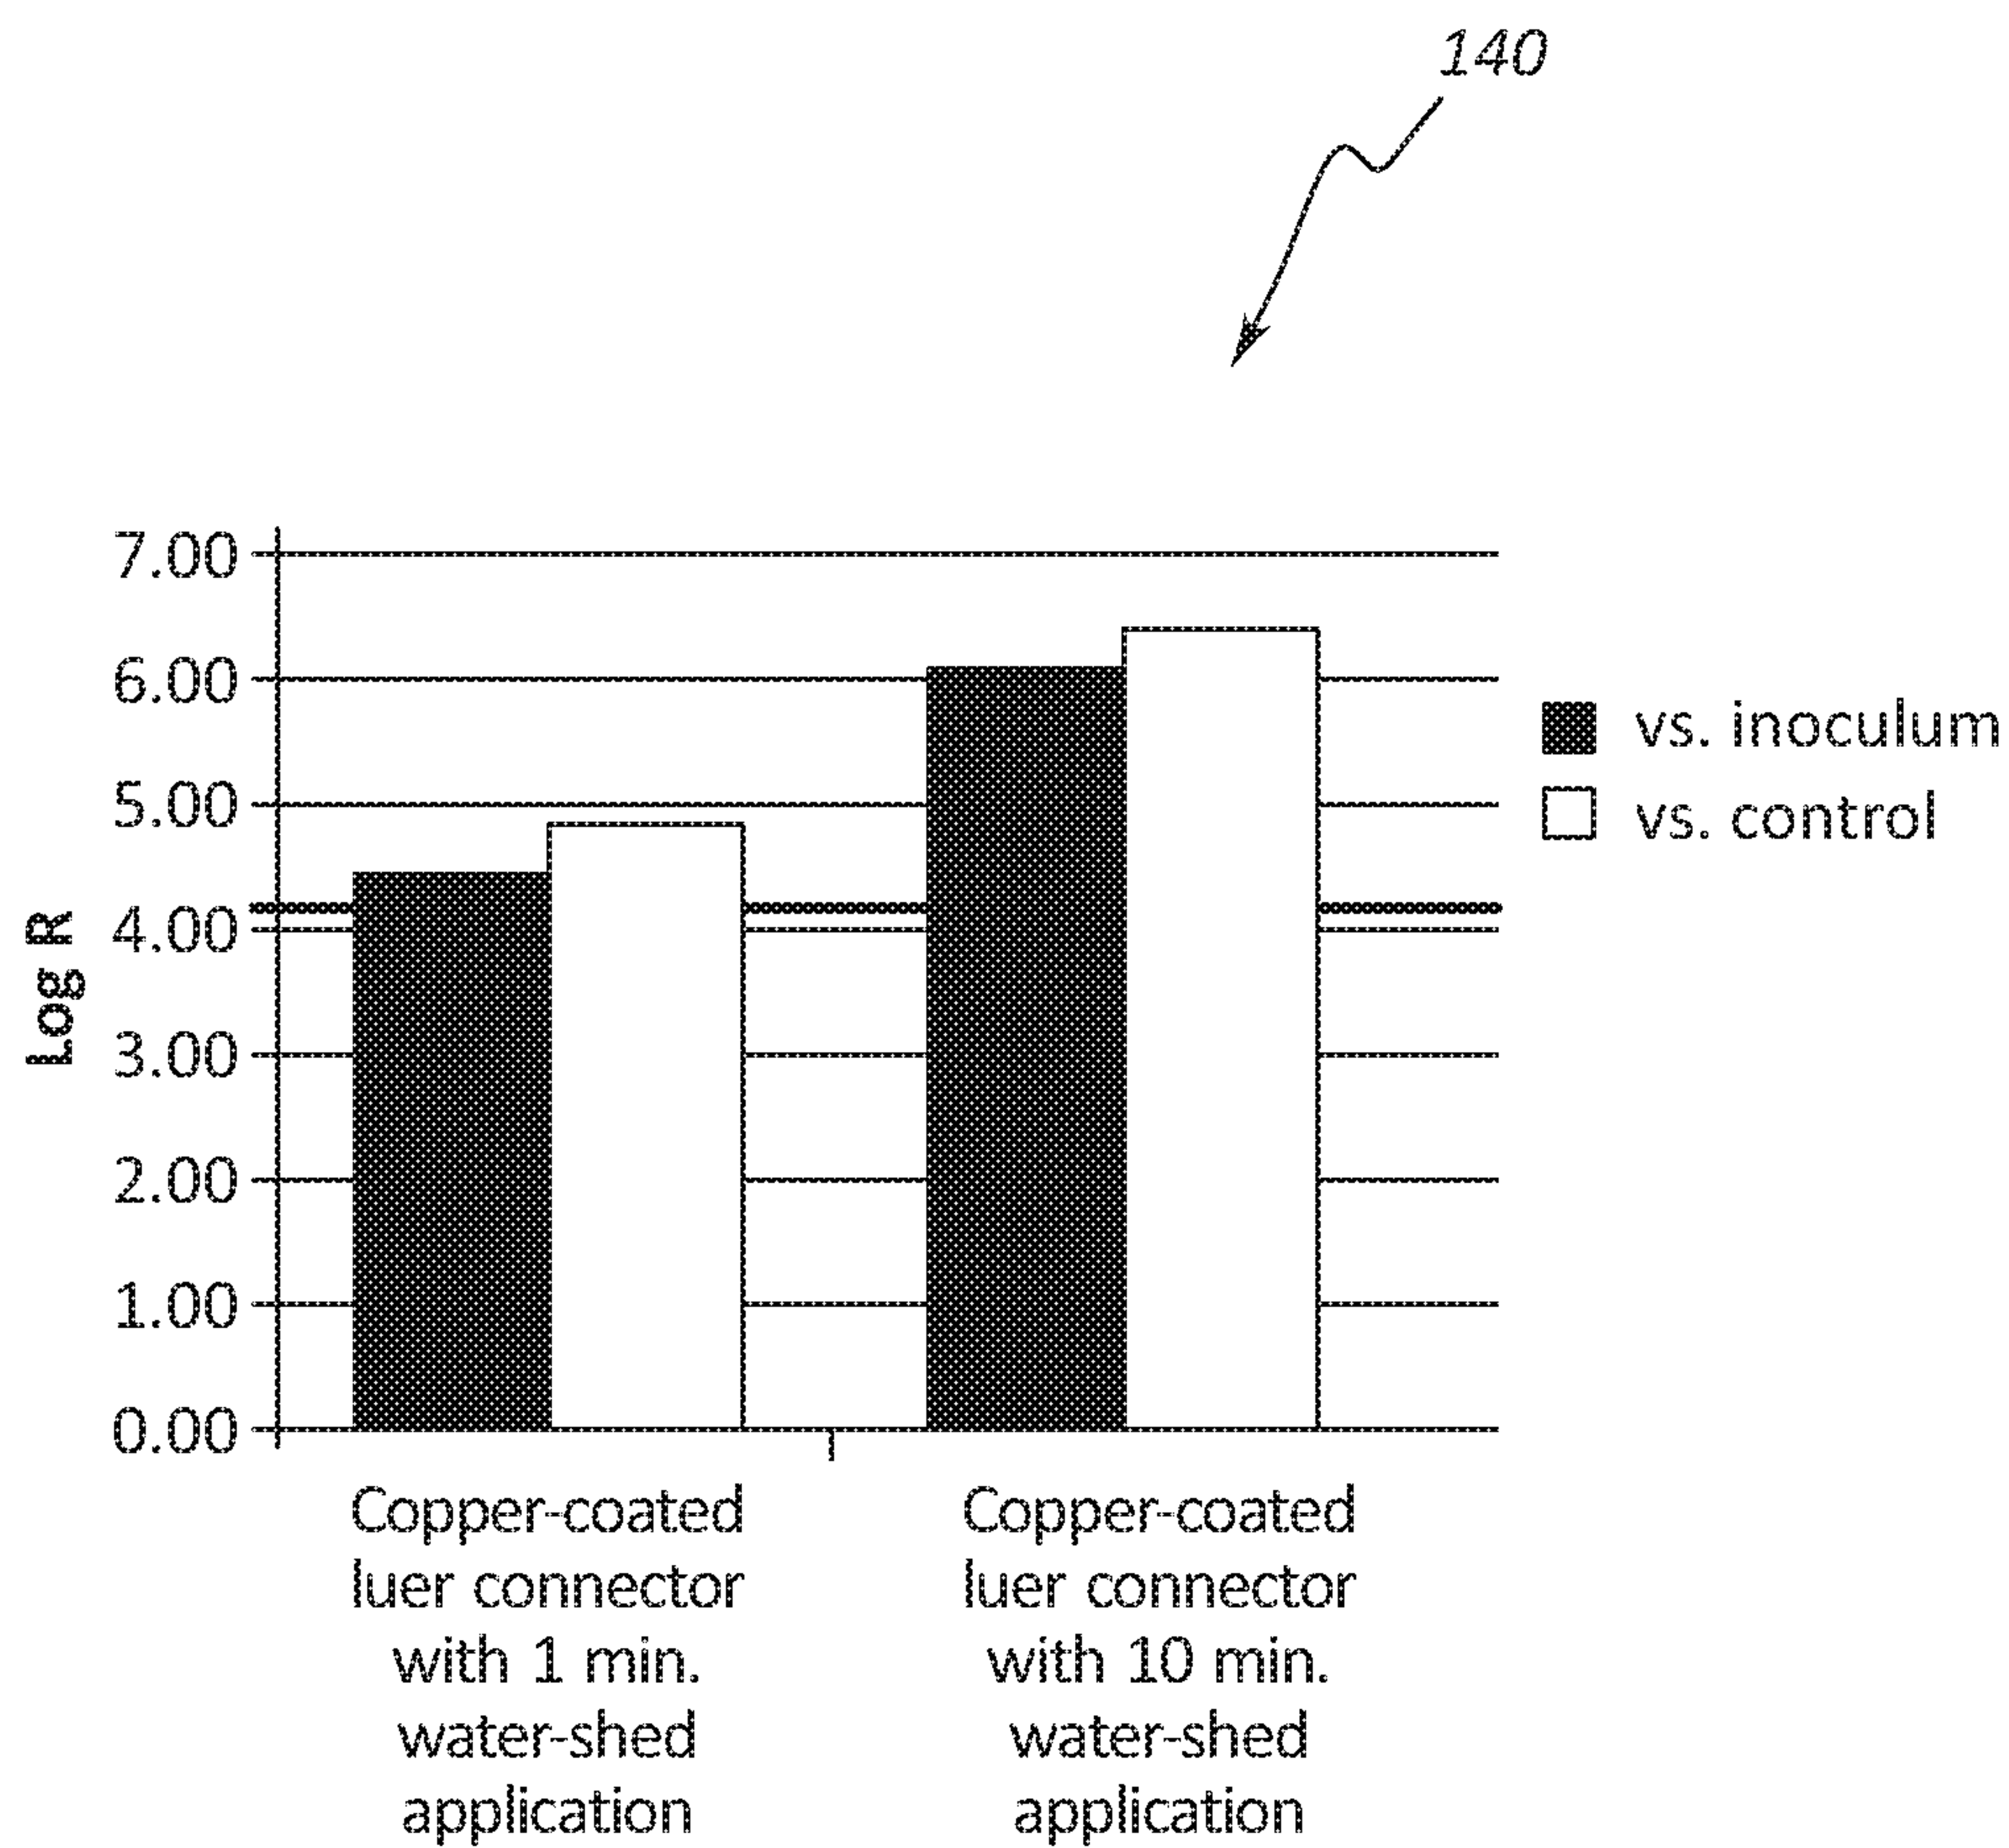 140
7.00
6.00
5.00
4.00
3.00
2.00
1.00
0.00
Log R
vs. inoculum
vs. control
Copper-coated
luer connector
with 1 min.
water-shed
application
Copper-coated
luer connector
with 10 min.
water-shed
application